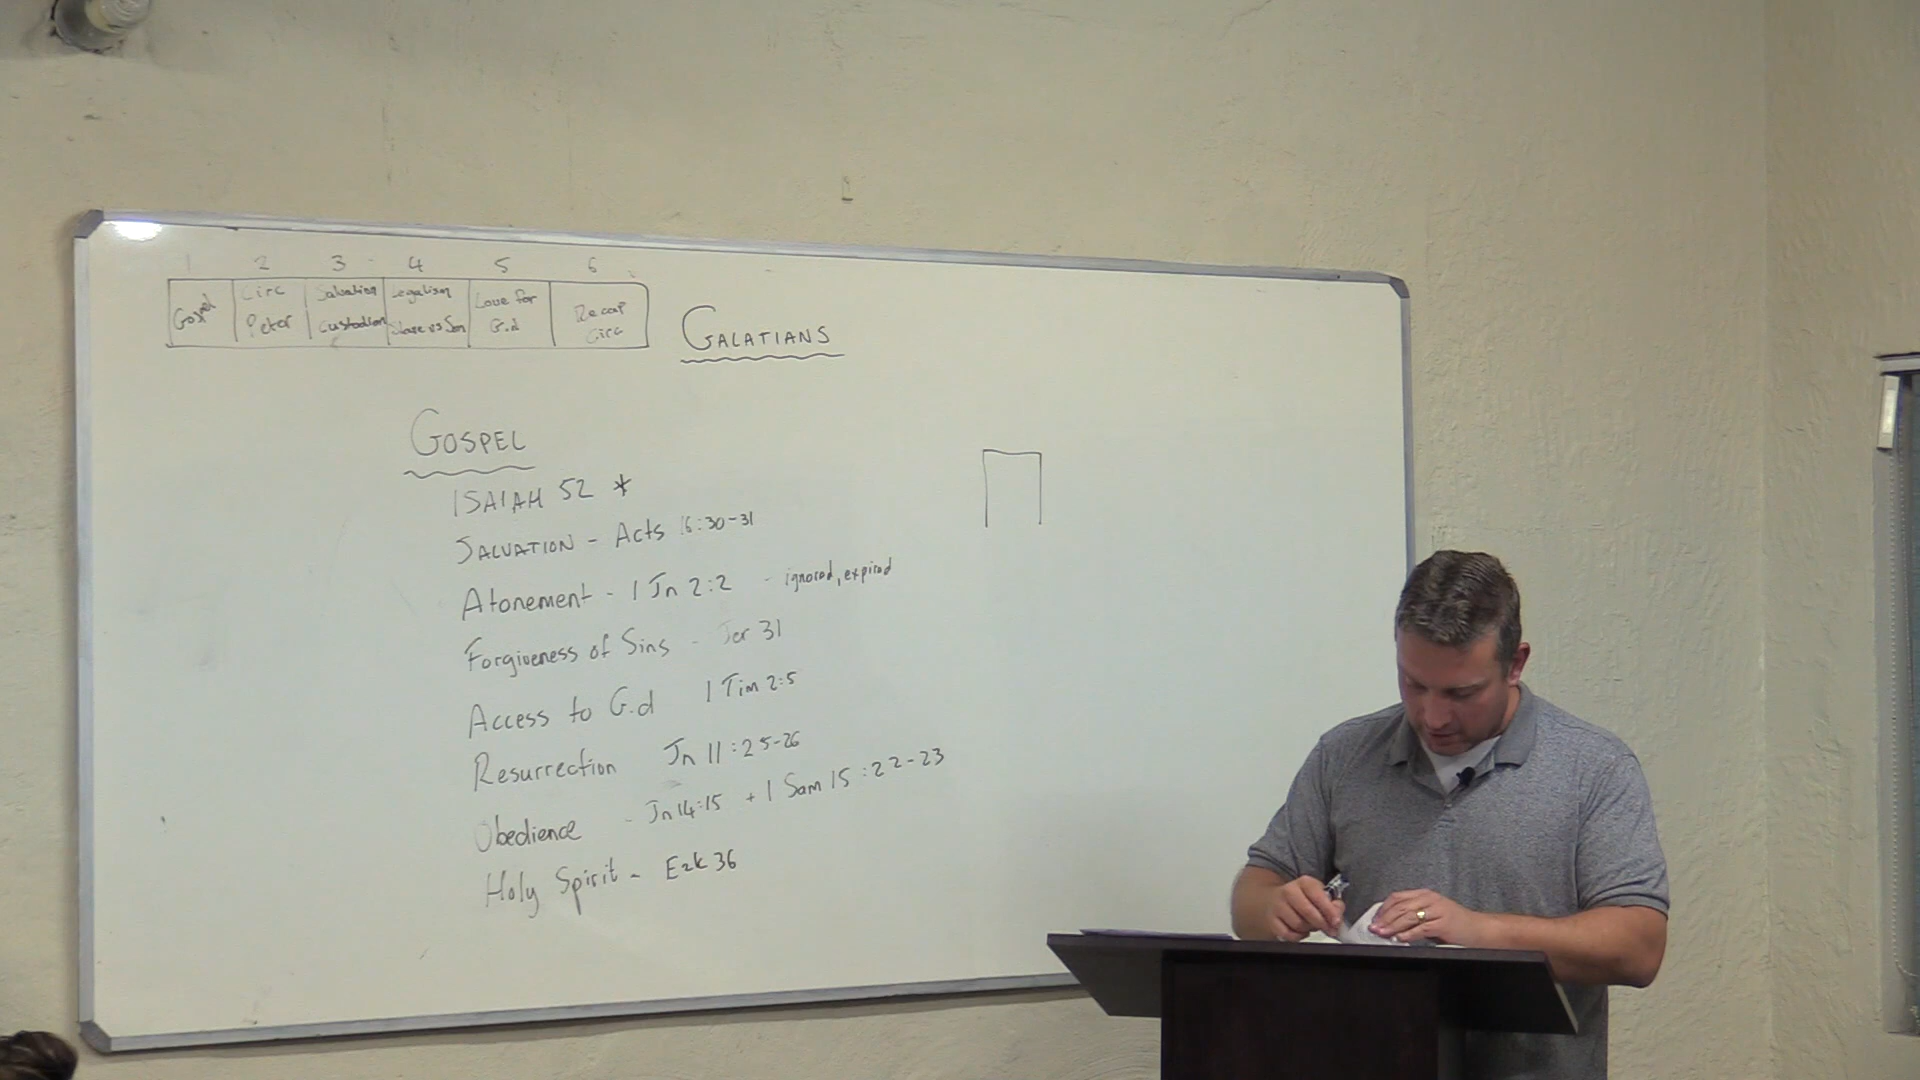 1 2 3 4 5 6
Gospel Circ Salvation Legalism Love for Recap
Peter Custodian Slave vs Son G.d Circ
GALATIANS
GOSPEL
ISAIAH 52 *
SALVATION - Acts 16:30-31
Atonement - 1 Jn 2:2 - ignored, expired
Forgiveness of Sins - Jer 31
Access to G.d 1 Tim 2:5
Resurrection Jn 11:25-26
Obedience - Jn 14:15 + 1 Sam 15:22-23
Holy Spirit - Ezk 36